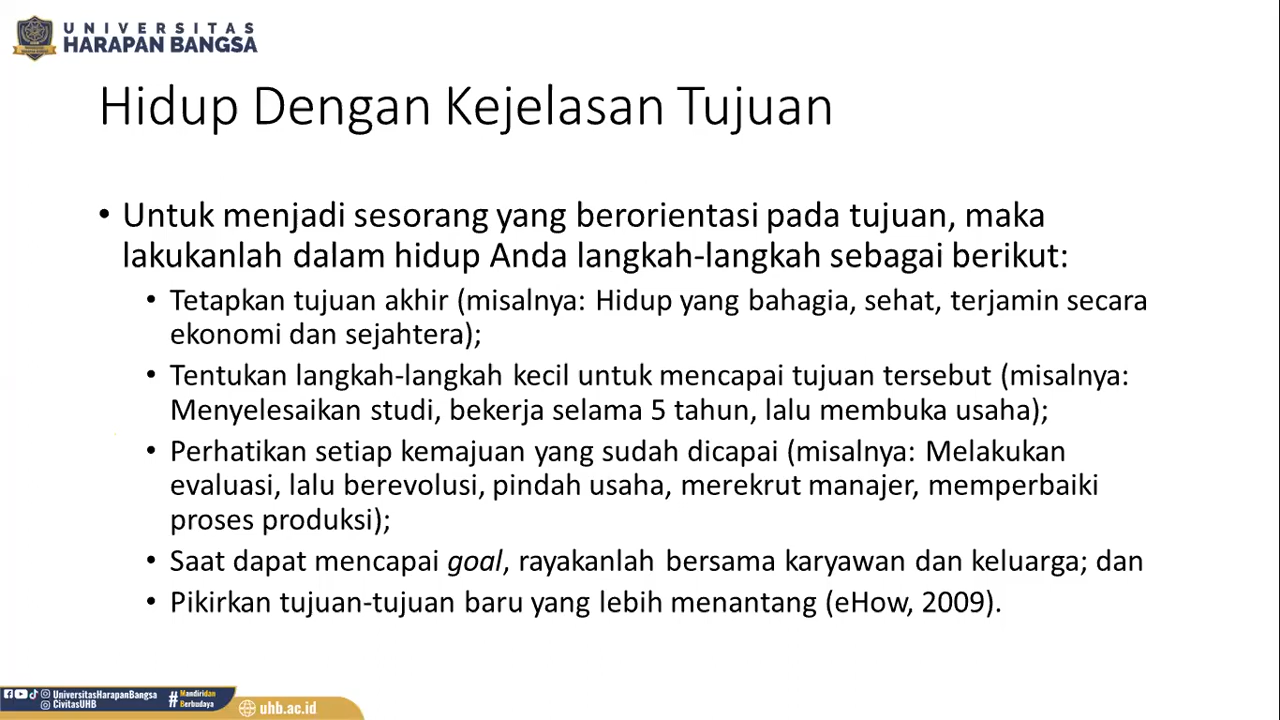 UNIVERSITAS
HARAPAN BANGSA
Hidup Dengan Kejelasan Tujuan
• Untuk menjadi sesorang yang berorientasi pada tujuan, maka
lakukanlah dalam hidup Anda langkah-langkah sebagai berikut:
• Tetapkan tujuan akhir (misalnya: Hidup yang bahagia, sehat, terjamin secara
ekonomi dan sejahtera);
• Tentukan langkah-langkah kecil untuk mencapai tujuan tersebut (misalnya:
Menyelesaikan studi, bekerja selama 5 tahun, lalu membuka usaha);
• Perhatikan setiap kemajuan yang sudah dicapai (misalnya: Melakukan
evaluasi, lalu berevolusi, pindah usaha, merekrut manajer, memperbaiki
proses produksi);
• Saat dapat mencapai goal, rayakanlah bersama karyawan dan keluarga; dan
• Pikirkan tujuan-tujuan baru yang lebih menantang (eHow, 2009).
UniversitasHarapanBangsa
CivitasUHB
# Mandiridan
Berbudaya
uhb.ac.id